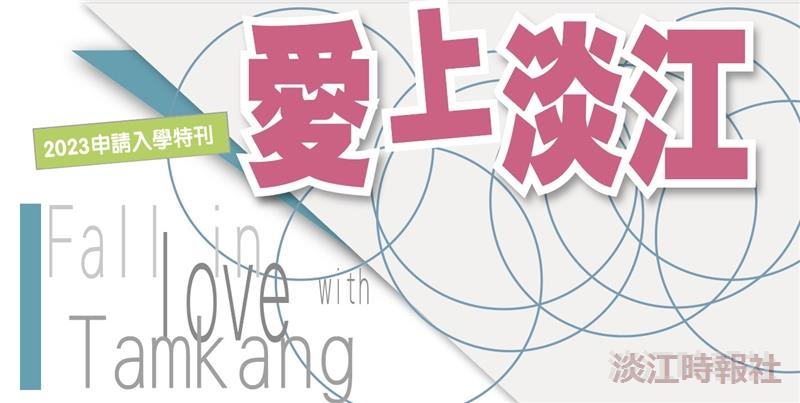 愛上淡江
2023申請入學特刊
Fall in
love with
Tamkang
淡江時報社